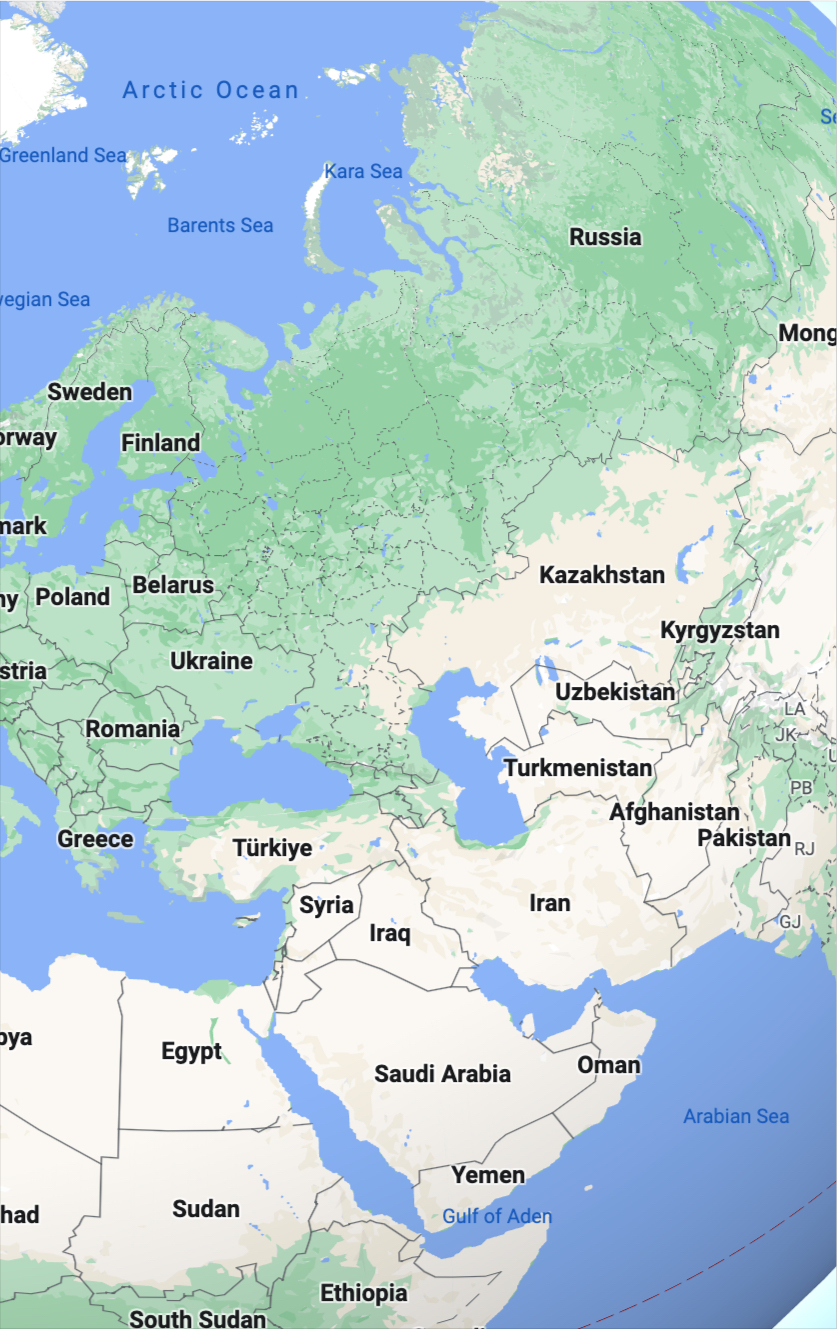 Arctic Ocean
Se
Greenland Sea
Kara Sea
Barents Sea
Russia
vegian Sea
Mong
Sweden
orway
Finland
mark
Kazakhstan
Belarus
ny
Poland
Kyrgyzstan
Ukraine
stria
Uzbekistan
LA
Romania
JK
U
Turkmenistan
PB
Afghanistan
Greece
Pakistan
Türkiye
RJ
Iran
Syria
GJ
Iraq
bya
Egypt
Oman
Saudi Arabia
Arabian Sea
Yemen
Sudan
had
Gulf of Aden
Ethiopia
South Sudan